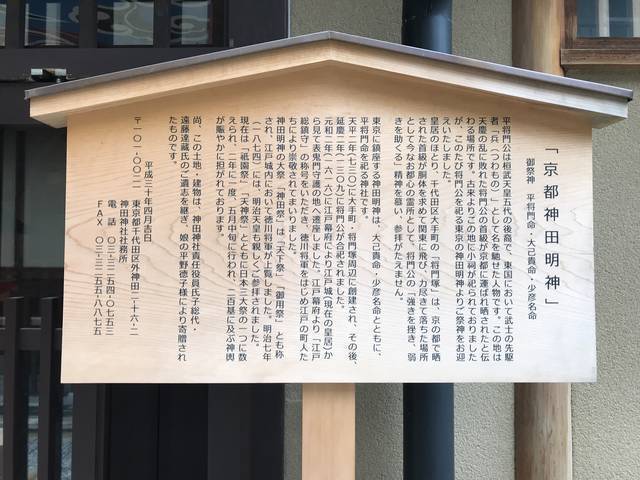 「京都神田明神」
御祭神 平将門命・大己貴命・少彦名命
平将門公は桓武天皇五代の後裔で、東国において武士の先駆
者「兵(つわもの)」として名を馳せた人物です。この地は
天慶の乱に敗れた将門公の首級が京都に運ばれ晒されたと伝
わる場所です。古来よりこの地に小祠が祀られておりました
が、このたび将門公を祀る東京の神田明神よりご祭神をお迎
えいたしました。
皇居のほとり、千代田区大手町の「将門塚」は、京の都で晒
された首級が胴体を求めて関東に飛び、力尽きて落ちた場所
として今なお都心の霊所として、将門公の「強きを挫き、弱
きを助くる」精神を慕い、参拝がたえません。
東京に鎮座する神田明神は、大己貴命・少彦名命とともに、
平将門命を祀る神社です。
天平二年(七三〇)に大手町・将門塚周辺に創建され、その後、
延慶二年(一三〇九)に将門公が合祀されました。
元和二年(一六一六)に江戸幕府により江戸城(現在の皇居)か
ら見て表鬼門守護の地へ遷座しました。江戸幕府より「江戸
総鎮守」の称号をいただき、徳川将軍をはじめ江戸の町人た
ちにより崇敬されてまいりました。
神田明神の大祭「神田祭」は「天下祭」「御用祭」とも称
され、江戸城内において徳川将軍が上覧しました。明治七年
(一八七四)には、明治天皇も親しくご参拝されました。
現在は「祇園祭」「天神祭」とともに日本三大祭の一つに数
えられ、二年に一度、五月中旬に行われ、二百基に及ぶ神輿
が賑やかに担がれております。
尚、この土地・建物は、神田神社責任役員氏子総代・
遠藤達藏氏のご遺志を継ぎ、娘の平野德子様により寄贈され
たものです。
平成三十年四月吉日
〒一〇一-〇〇二一 東京都千代田区外神田二-十六-二
神田神社社務所
電話 〇三-三二五四-〇七五三
FAX 〇三-三二五五-八八七五